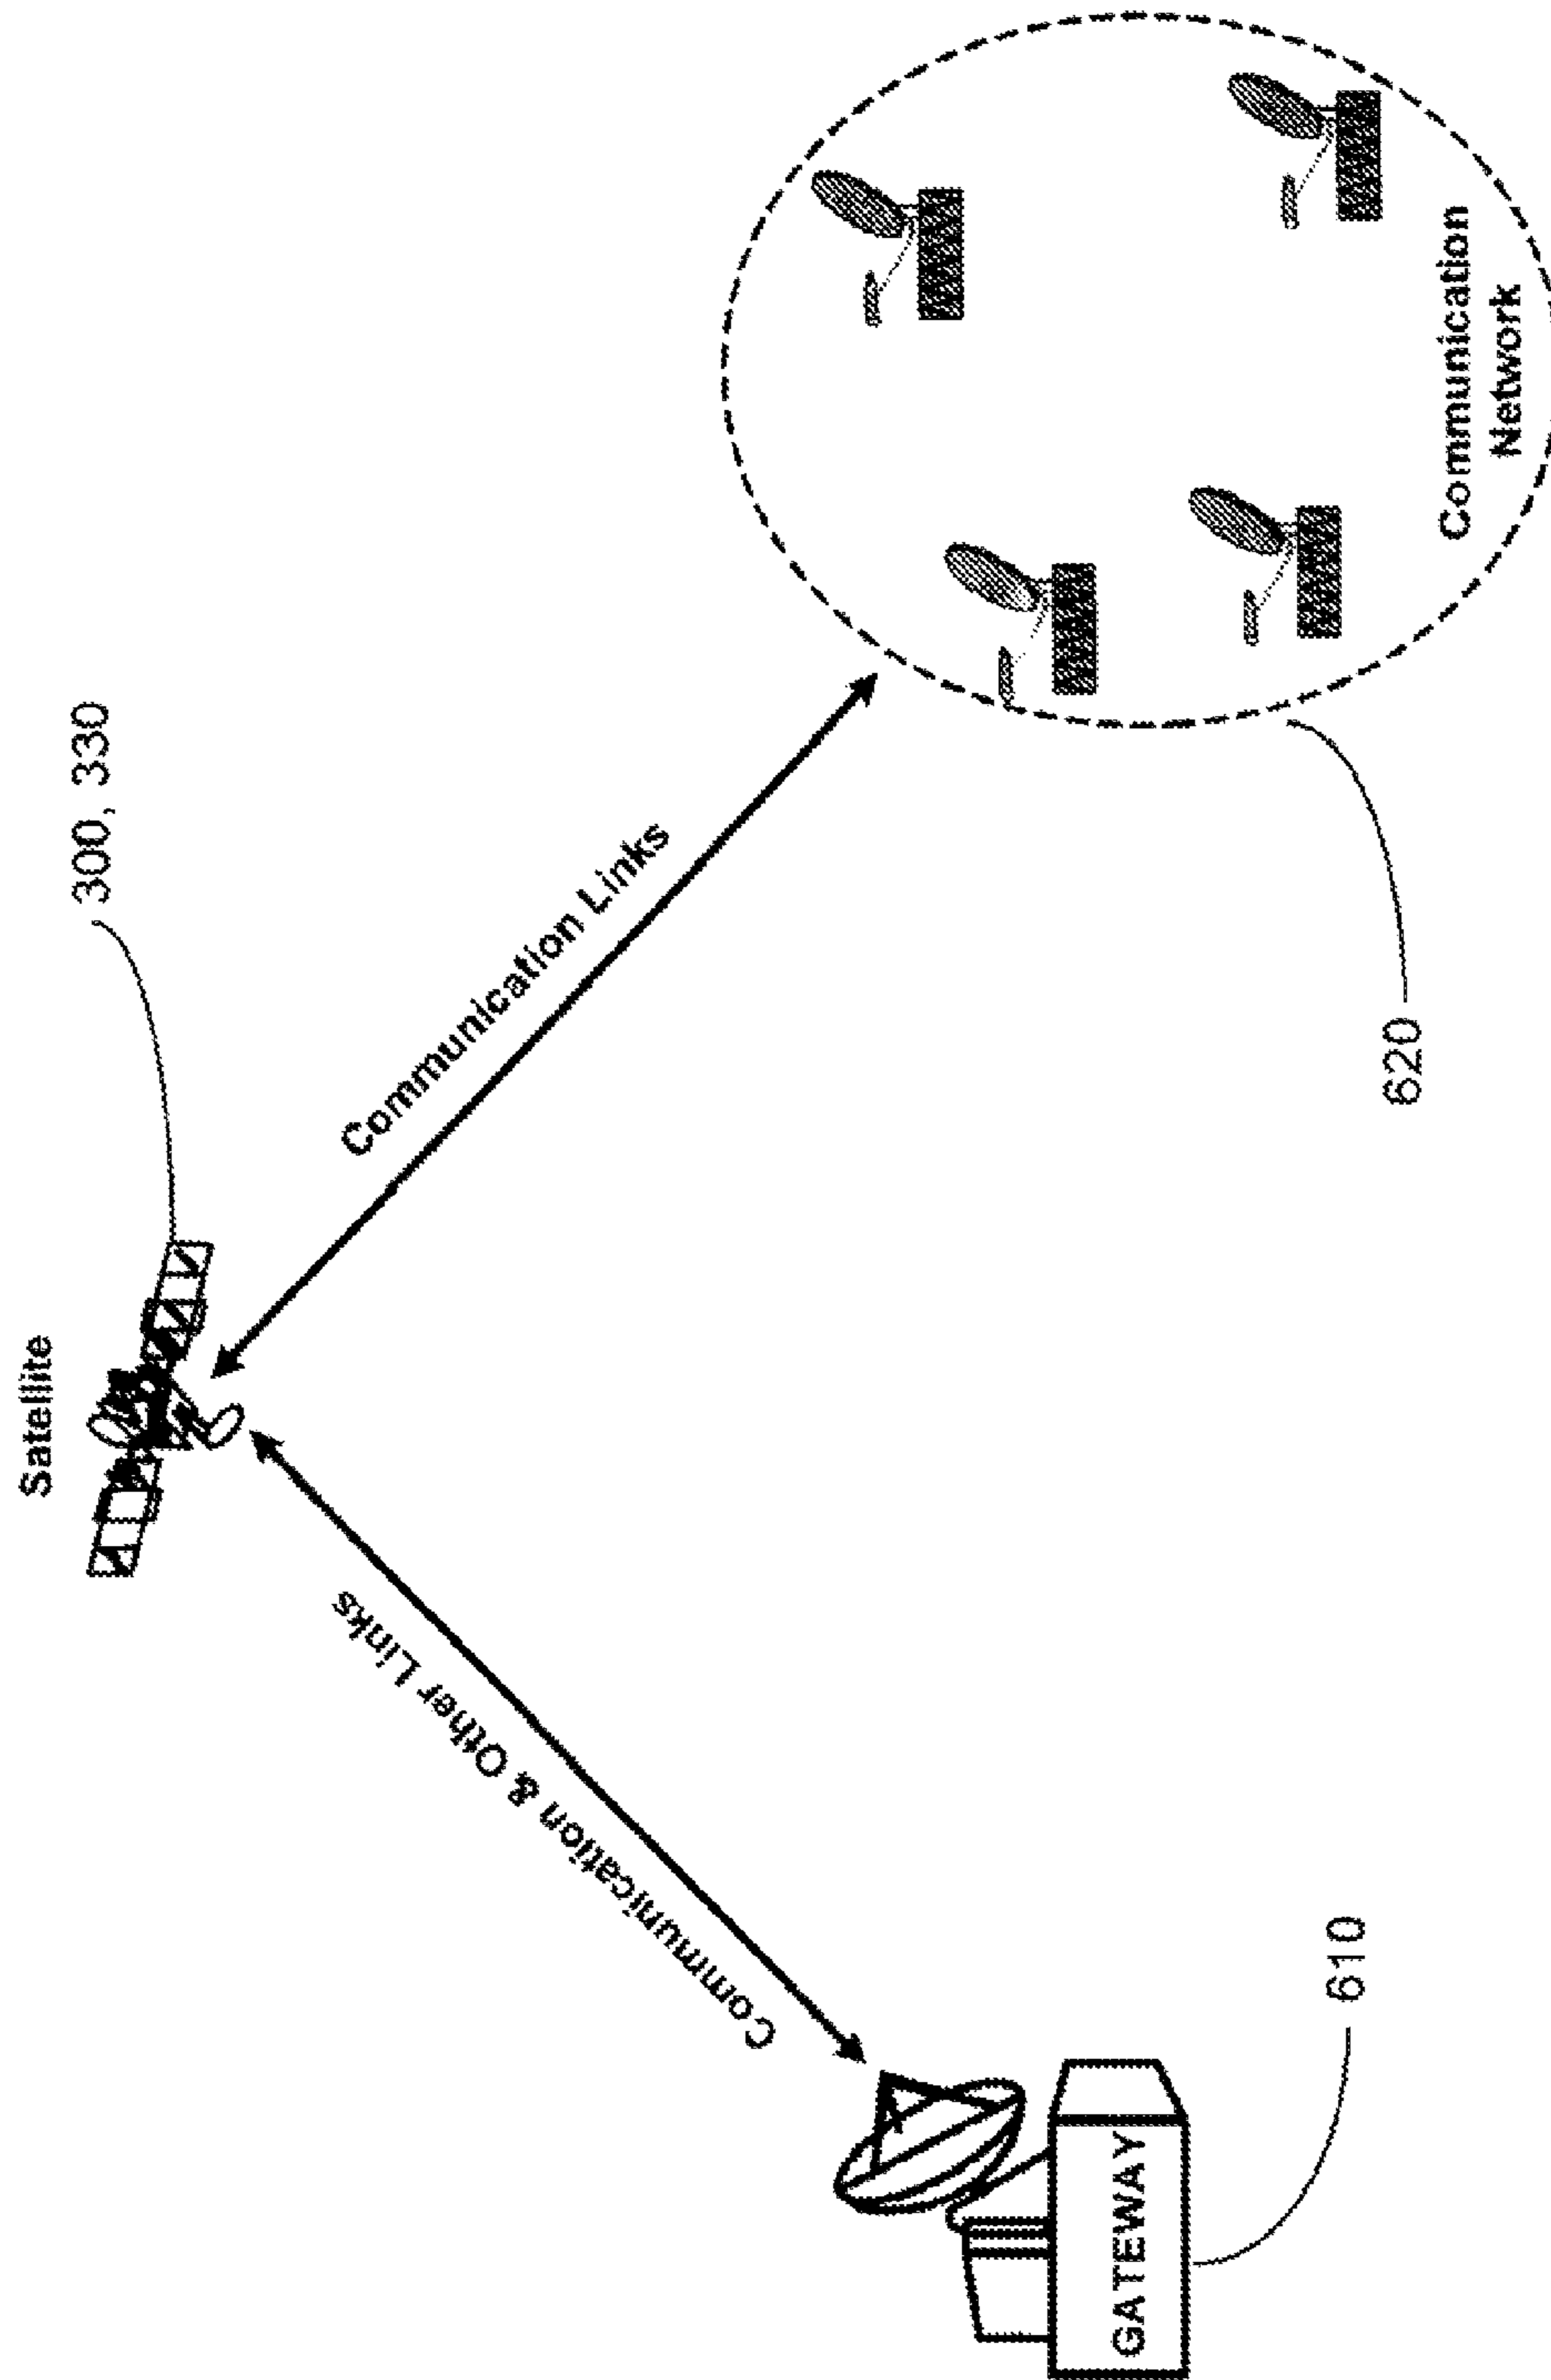 Satellite
300, 330
Communication & Other Links
Communication Links
GATEWAY
610
620
Communication
Network